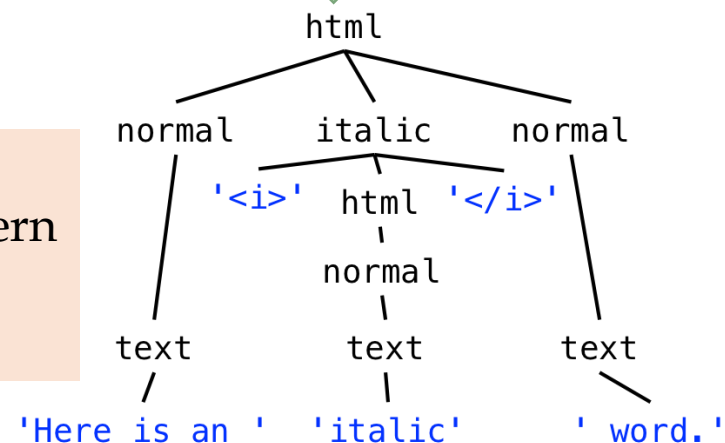 html
normal italic normal
'<i>' html '</i>'
ern
normal
text text text
'Here is an ' 'italic' ' word.'